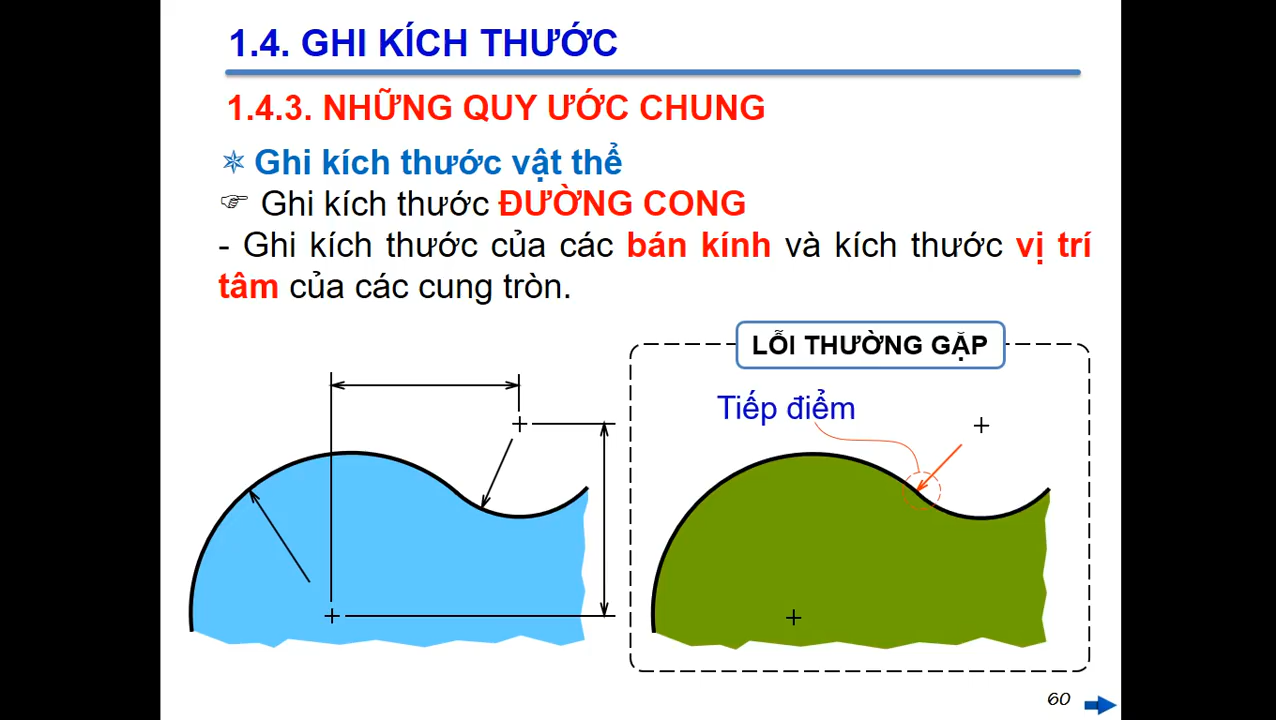 1.4. GHI KÍCH THƯỚC
1.4.3. NHỮNG QUY ƯỚC CHUNG
Ghi kích thước vật thể
Ghi kích thước ĐƯỜNG CONG
- Ghi kích thước của các bán kính và kích thước vị trí
tâm của các cung tròn.
LỖI THƯỜNG GẶP
Tiếp điểm
60